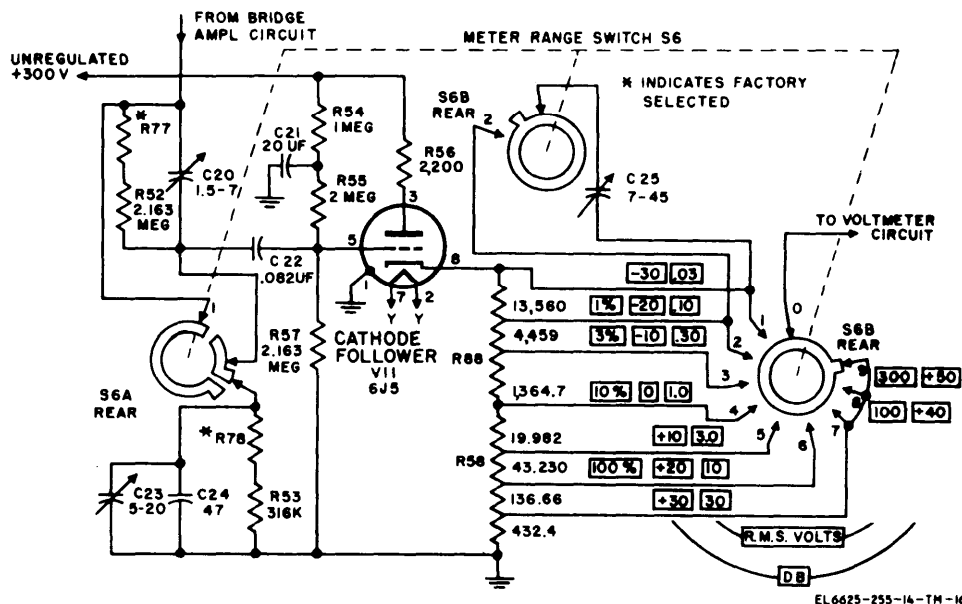 FROM BRIDGE
AMPL CIRCUIT
METER RANGE SWITCH S6
UNREGULATED
+300V
* INDICATES FACTORY
SELECTED
S6B
REAR
2
* R77
R54
1MEG
C21
20UF
R56
2,200
C20
1.5-7
R52
2.163
MEG
R55
2 MEG
3
C25
7-45
TO VOLTMETER
CIRCUIT
5
8
C22
.082UF
1
7
2
Y
Y
-30 .03
0
1
13,560
1% -20 .10
S6B
REAR
1
R57
2.163
MEG
CATHODE
FOLLOWER
V11
6J5
4,459
3% -10 .30
2
R88
3
9
300 +50
S6A
REAR
1,364.7
10% 0 1.0
4
8
100 +40
7
* R78
19.982
+10 3.0
5
6
R58
43.230
100% +20 10
C23
5-20
C24
47
R53
316K
136.66
+30 30
432.4
R.M.S. VOLTS
DB
EL6625-255-14-TM-16